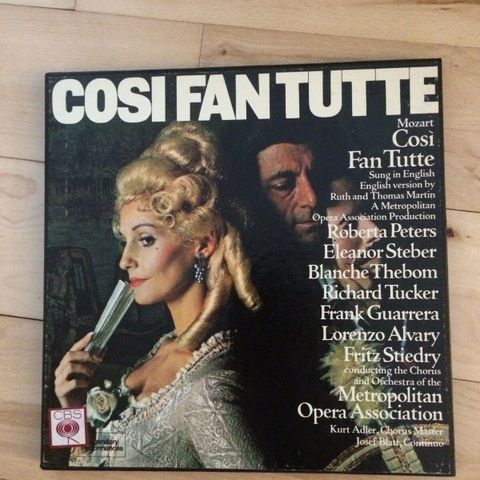 COSI FAN TUTTE
Mozart
Così
Fan Tutte
Sung in English
English version by
Ruth and Thomas Martin
A Metropolitan
Opera Association Production
Roberta Peters
Eleanor Steber
Blanche Thebom
Richard Tucker
Frank Guarrera
Lorenzo Alvary
Fritz Stiedry
conducting the Chorus
and Orchestra of the
Metropolitan
Opera Association
Kurt Adler, Chorus Master
Josef Blatt, Continuo
CBS
Legendary
Performances